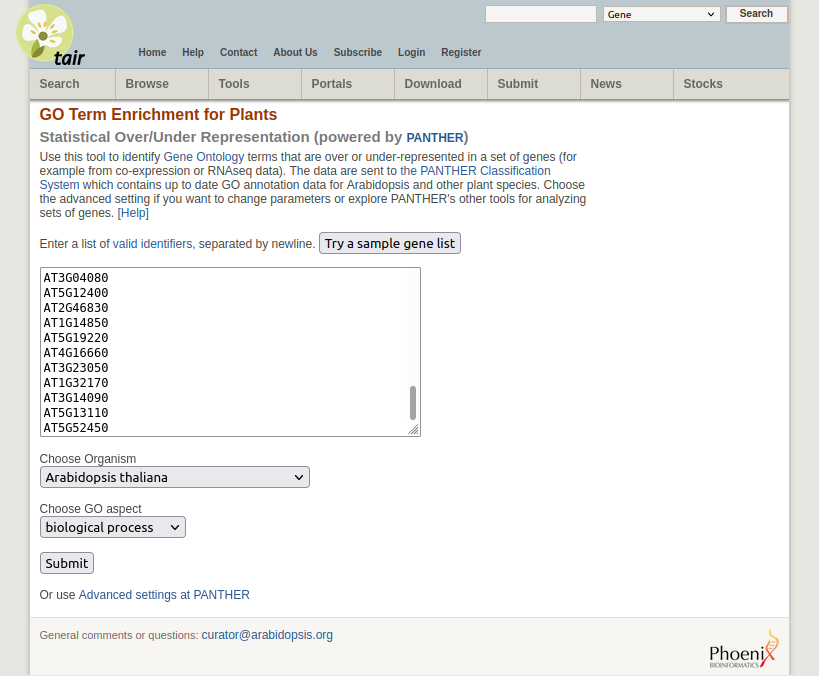 Gene
Search
tair
Home Help Contact About Us Subscribe Login Register
Search Browse Tools Portals Download Submit News Stocks
GO Term Enrichment for Plants
Statistical Over/Under Representation (powered by PANTHER)
Use this tool to identify Gene Ontology terms that are over or under-represented in a set of genes (for
example from co-expression or RNAseq data). The data are sent to the PANTHER Classification
System which contains up to date GO annotation data for Arabidopsis and other plant species. Choose
the advanced setting if you want to change parameters or explore PANTHER's other tools for analyzing
sets of genes. [Help]
Enter a list of valid identifiers, separated by newline. Try a sample gene list
AT3G04080
AT5G12400
AT2G46830
AT1G14850
AT5G19220
AT4G16660
AT3G23050
AT1G32170
AT3G14090
AT5G13110
AT5G52450
Choose Organism
Arabidopsis thaliana
Choose GO aspect
biological process
Submit
Or use Advanced settings at PANTHER
General comments or questions: curator@arabidopsis.org
PhoeniX
BIOINFORMATICS